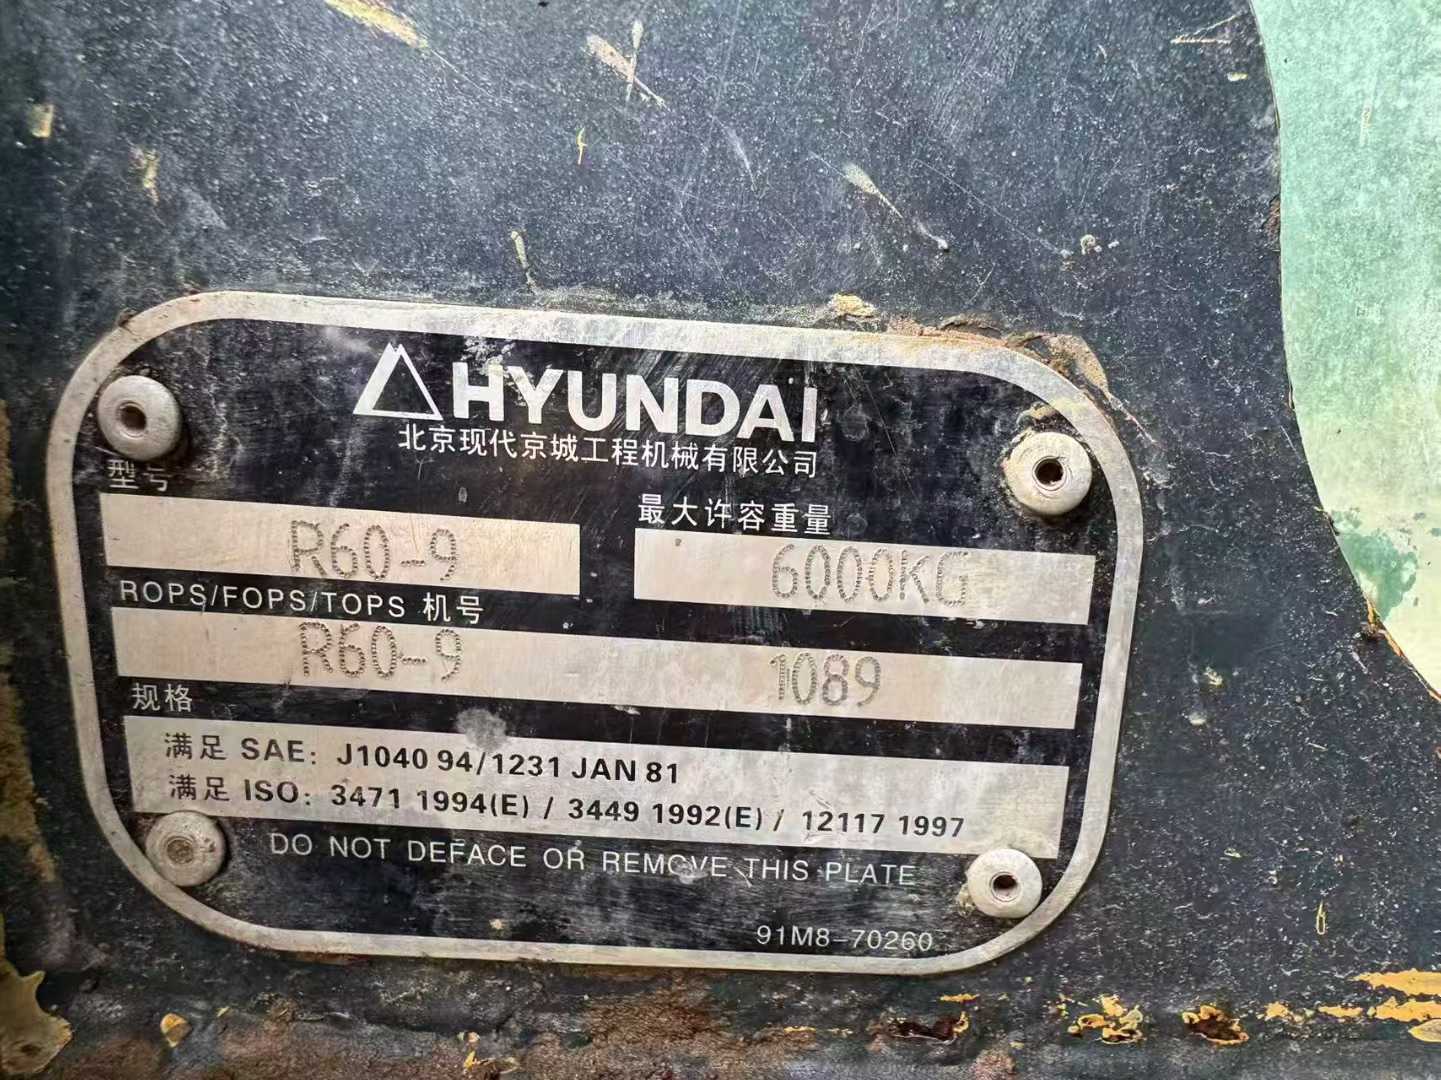 HYUNDAI
北京现代京城工程机械有限公司
型号
最大许容重量
R60-9
6000KG
ROPS/FOPS/TOPS 机号
R60-9 1089
规格
满足 SAE: J1040 94/1231 JAN 81
满足 ISO: 3471 1994(E) / 3449 1992(E) / 12117 1997
DO NOT DEFACE OR REMOVE THIS PLATE
91M8-70260